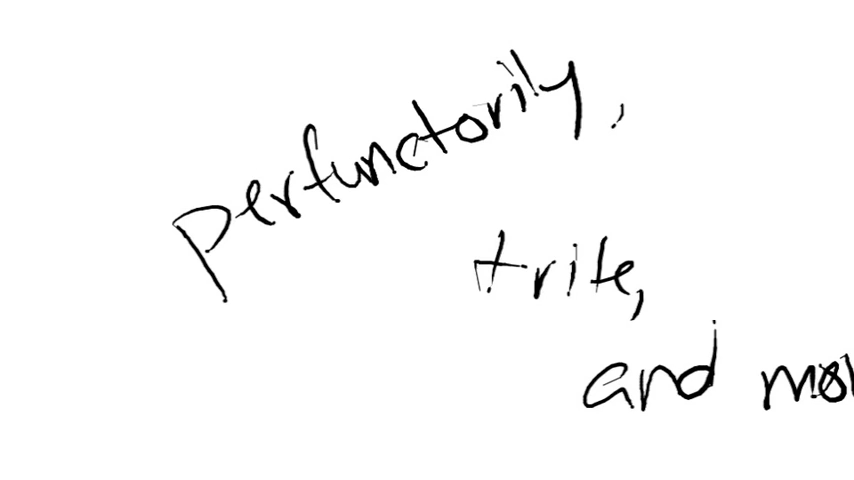 perfunctorily,
trite,
and